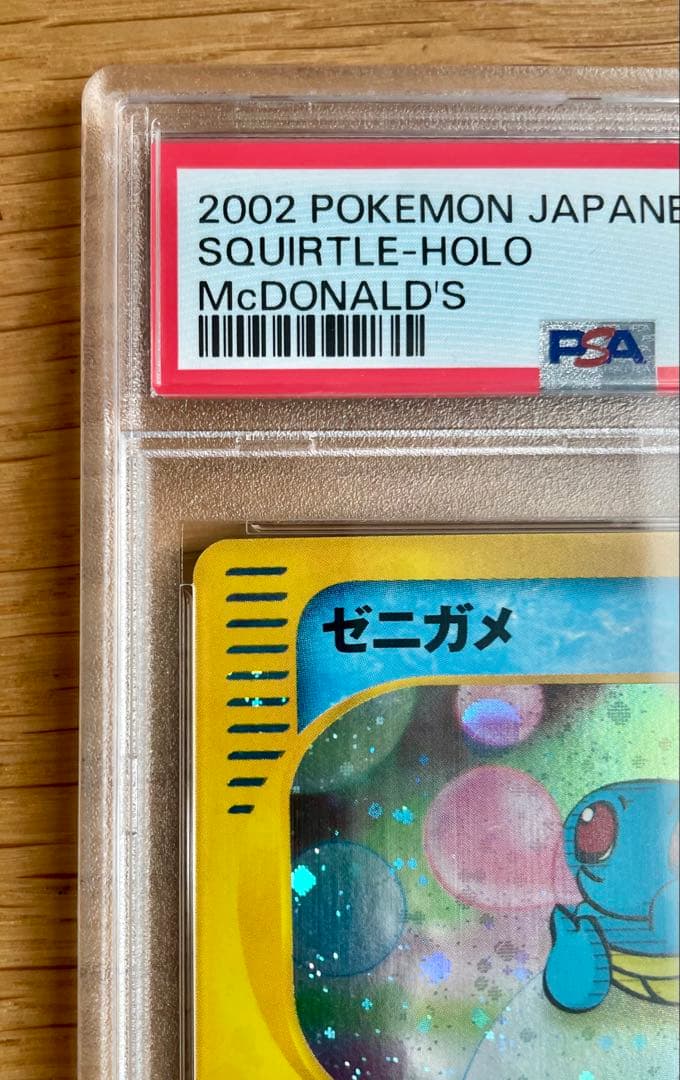 2002 POKEMON JAPANE
SQUIRTLE-HOLO
McDONALD'S
PSA
ゼニガメ